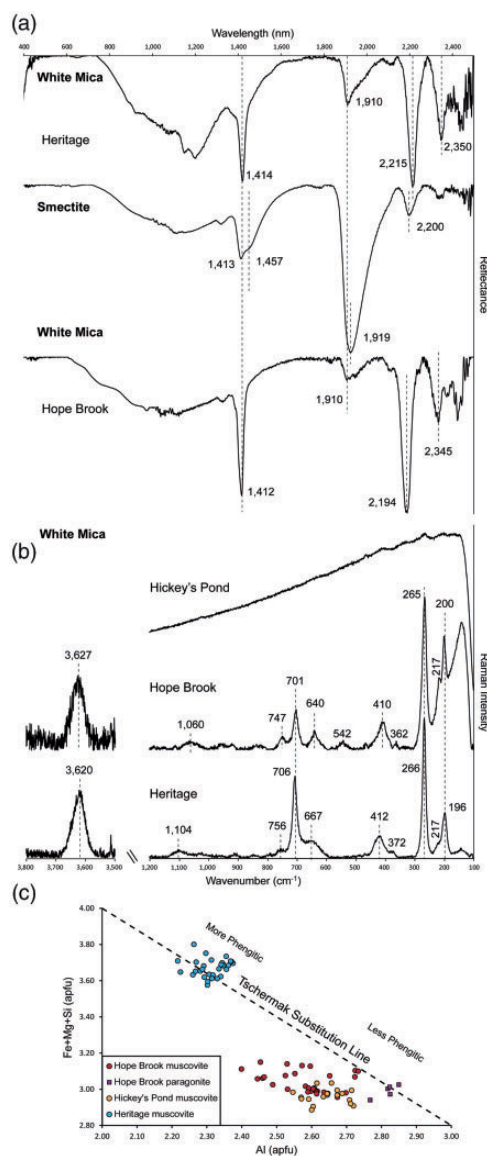 (a)
Wavelength (nm)
400 600 800 1,000 1,200 1,400 1,600 1,800 2,000 2,200 2,400
White Mica
Heritage
1,414
1,910
2,215
2,350
Smectite
1,413
1,457
1,919
2,200
Reflectance
White Mica
Hope Brook
1,412
1,910
2,194
2,345
White Mica
(b)
Hickey's Pond
265
200
3,627
Hope Brook
1,060
747
701
640
542
410
362
217
Raman Intensity
3,620
Heritage
1,104
756
706
667
412
372
266
217
196
3,800 3,700 3,600 3,500 1,200 1,100 1,000 900 800 700 600 500 400 300 200 100
Wavenumber (cm-1)
(c)
4.00
3.80
3.60
3.40
3.20
3.00
2.80
Fe+Mg+Si (apfu)
More Phengitic
Tschermak Substitution Line
Less Phengitic
Hope Brook muscovite
Hope Brook paragonite
Hickey's Pond muscovite
Heritage muscovite
2.00 2.10 2.20 2.30 2.40 2.50 2.60 2.70 2.80 2.90 3.00
Al (apfu)